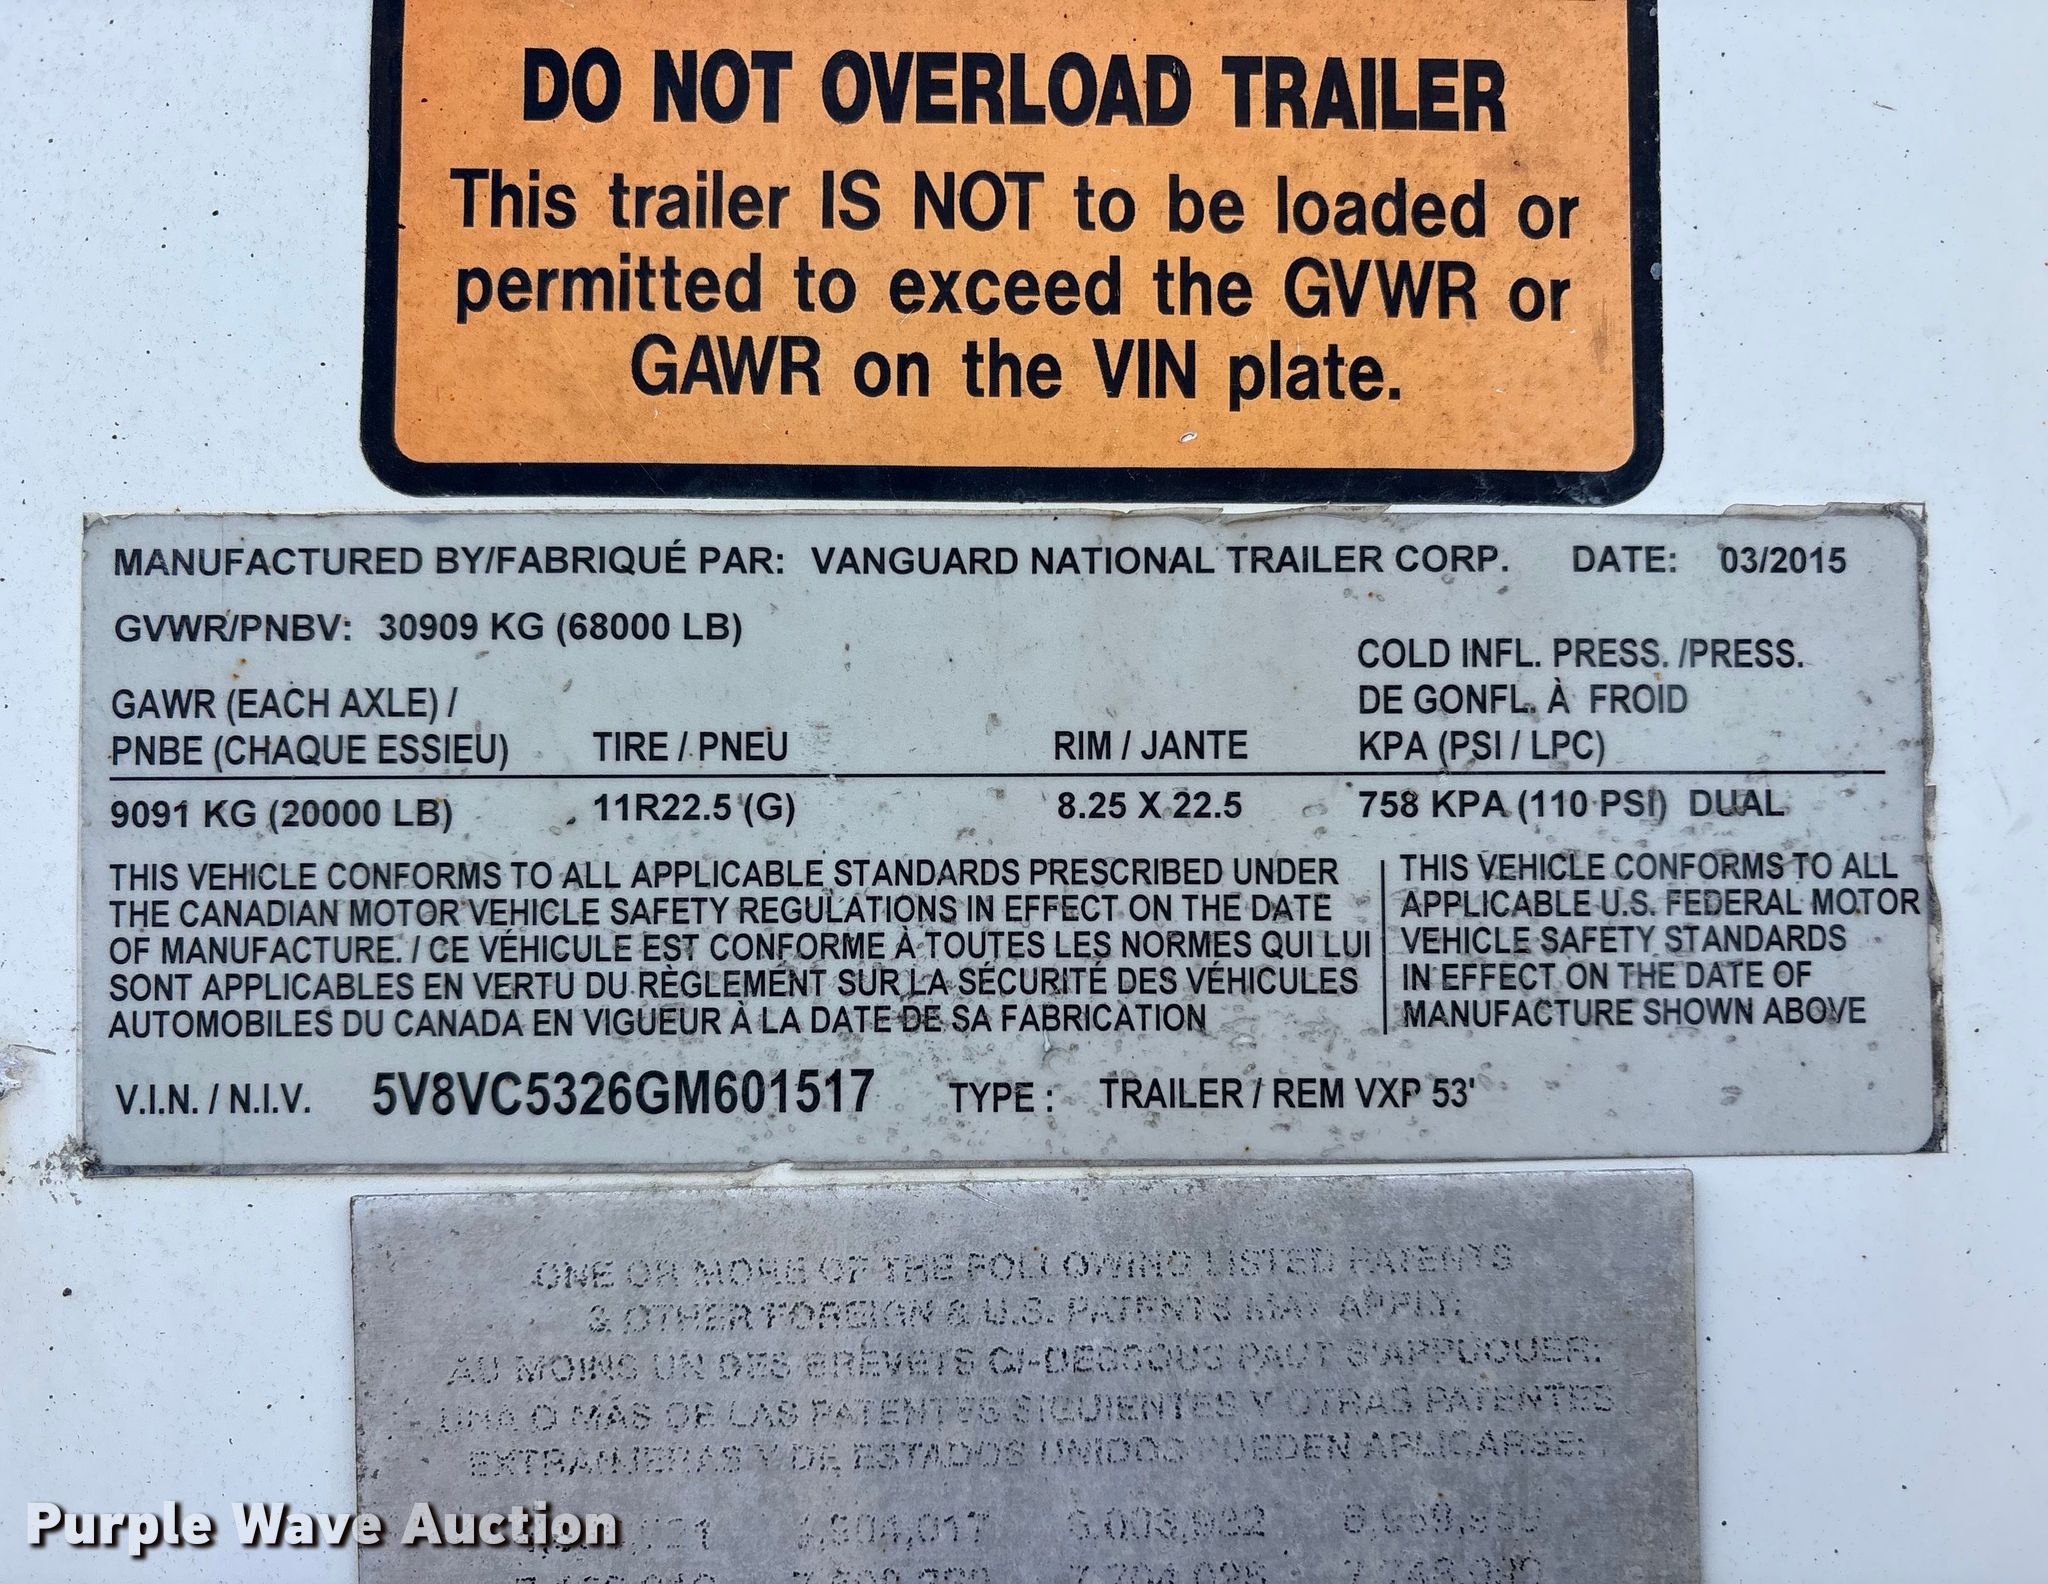 DO NOT OVERLOAD TRAILER
This trailer IS NOT to be loaded or
permitted to exceed the GVWR or
GAWR on the VIN plate.
MANUFACTURED BY/FABRIQUÉ PAR: VANGUARD NATIONAL TRAILER CORP. DATE: 03/2015
GVWR/PNBV: 30909 KG (68000 LB)
COLD INFL. PRESS. /PRESS.
GAWR (EACH AXLE) / DE GONFL. À FROID
PNBE (CHAQUE ESSIEU) TIRE / PNEU RIM / JANTE KPA (PSI / LPC)
9091 KG (20000 LB) 11R22.5 (G) 8.25 X 22.5 758 KPA (110 PSI) DUAL
THIS VEHICLE CONFORMS TO ALL APPLICABLE STANDARDS PRESCRIBED UNDER
THE CANADIAN MOTOR VEHICLE SAFETY REGULATIONS IN EFFECT ON THE DATE
OF MANUFACTURE. / CE VÉHICULE EST CONFORME À TOUTES LES NORMES QUI LUI
SONT APPLICABLES EN VERTU DU RÈGLEMENT SUR LA SÉCURITÉ DES VÉHICULES
AUTOMOBILES DU CANADA EN VIGUEUR À LA DATE DE SA FABRICATION
THIS VEHICLE CONFORMS TO ALL
APPLICABLE U.S. FEDERAL MOTOR
VEHICLE SAFETY STANDARDS
IN EFFECT ON THE DATE OF
MANUFACTURE SHOWN ABOVE
V.I.N. / N.I.V. 5V8VC5326GM601517 TYPE : TRAILER / REM VXP 53'
ONE OR MORE OF THE FOLLOWING LISTED PATENTS
& OTHER FOREIGN & U.S. PATENTS MAY APPLY:
AU MOINS UN DES BREVETS CI-DESSOUS PAUT S'APPLIQUER:
UNA O MÁS DE LAS PATENTES SIGUIENTES Y OTRAS PATENTES
EXTRANJERAS Y DE ESTADOS UNIDOS PUEDEN APLICARSE:
Purple Wave Auction